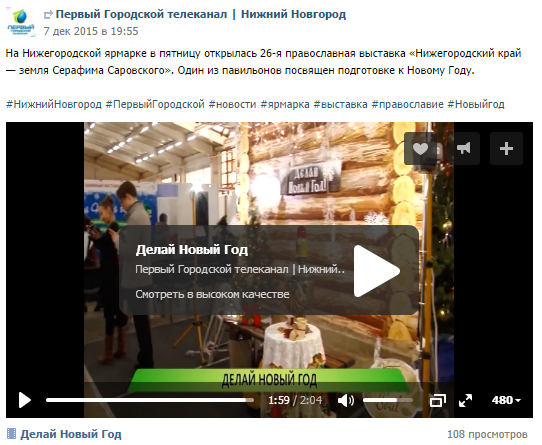 Первый Городской телеканал | Нижний Новгород
7 дек 2015 в 19:55
На Нижегородской ярмарке в пятницу открылась 26-я православная выставка «Нижегородский край
— земля Серафима Саровского». Один из павильонов посвящен подготовке к Новому Году.
#НижнийНовгород #ПервыйГородской #новости #ярмарка #выставка #православие #Новыйгод
ДЕЛАЙ
НОВЫЙ ГОД!
Делай Новый Год
Первый Городской телеканал | Нижний..
Смотреть в высоком качестве
ДЕЛАЙ НОВЫЙ ГОД
1:59 / 2:04
480
Делай Новый Год
108 просмотров